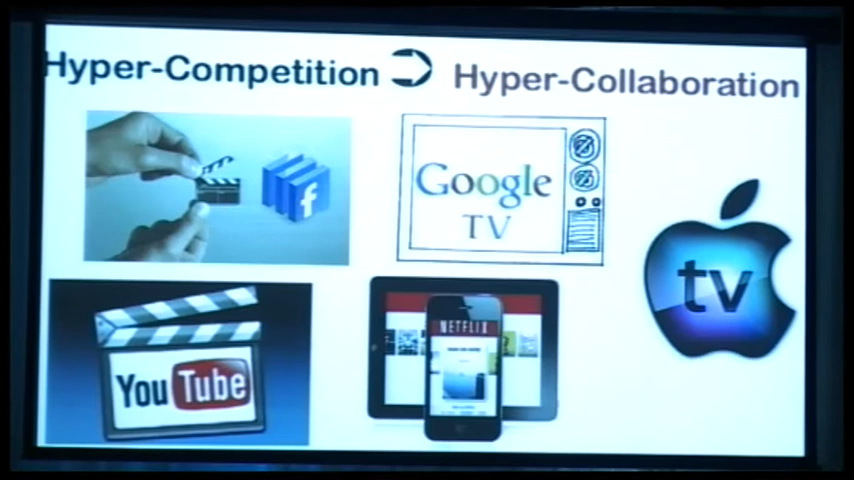 Hyper-Competition
Hyper-Collaboration
f
Google
TV
tv
YouTube
NETFLIX